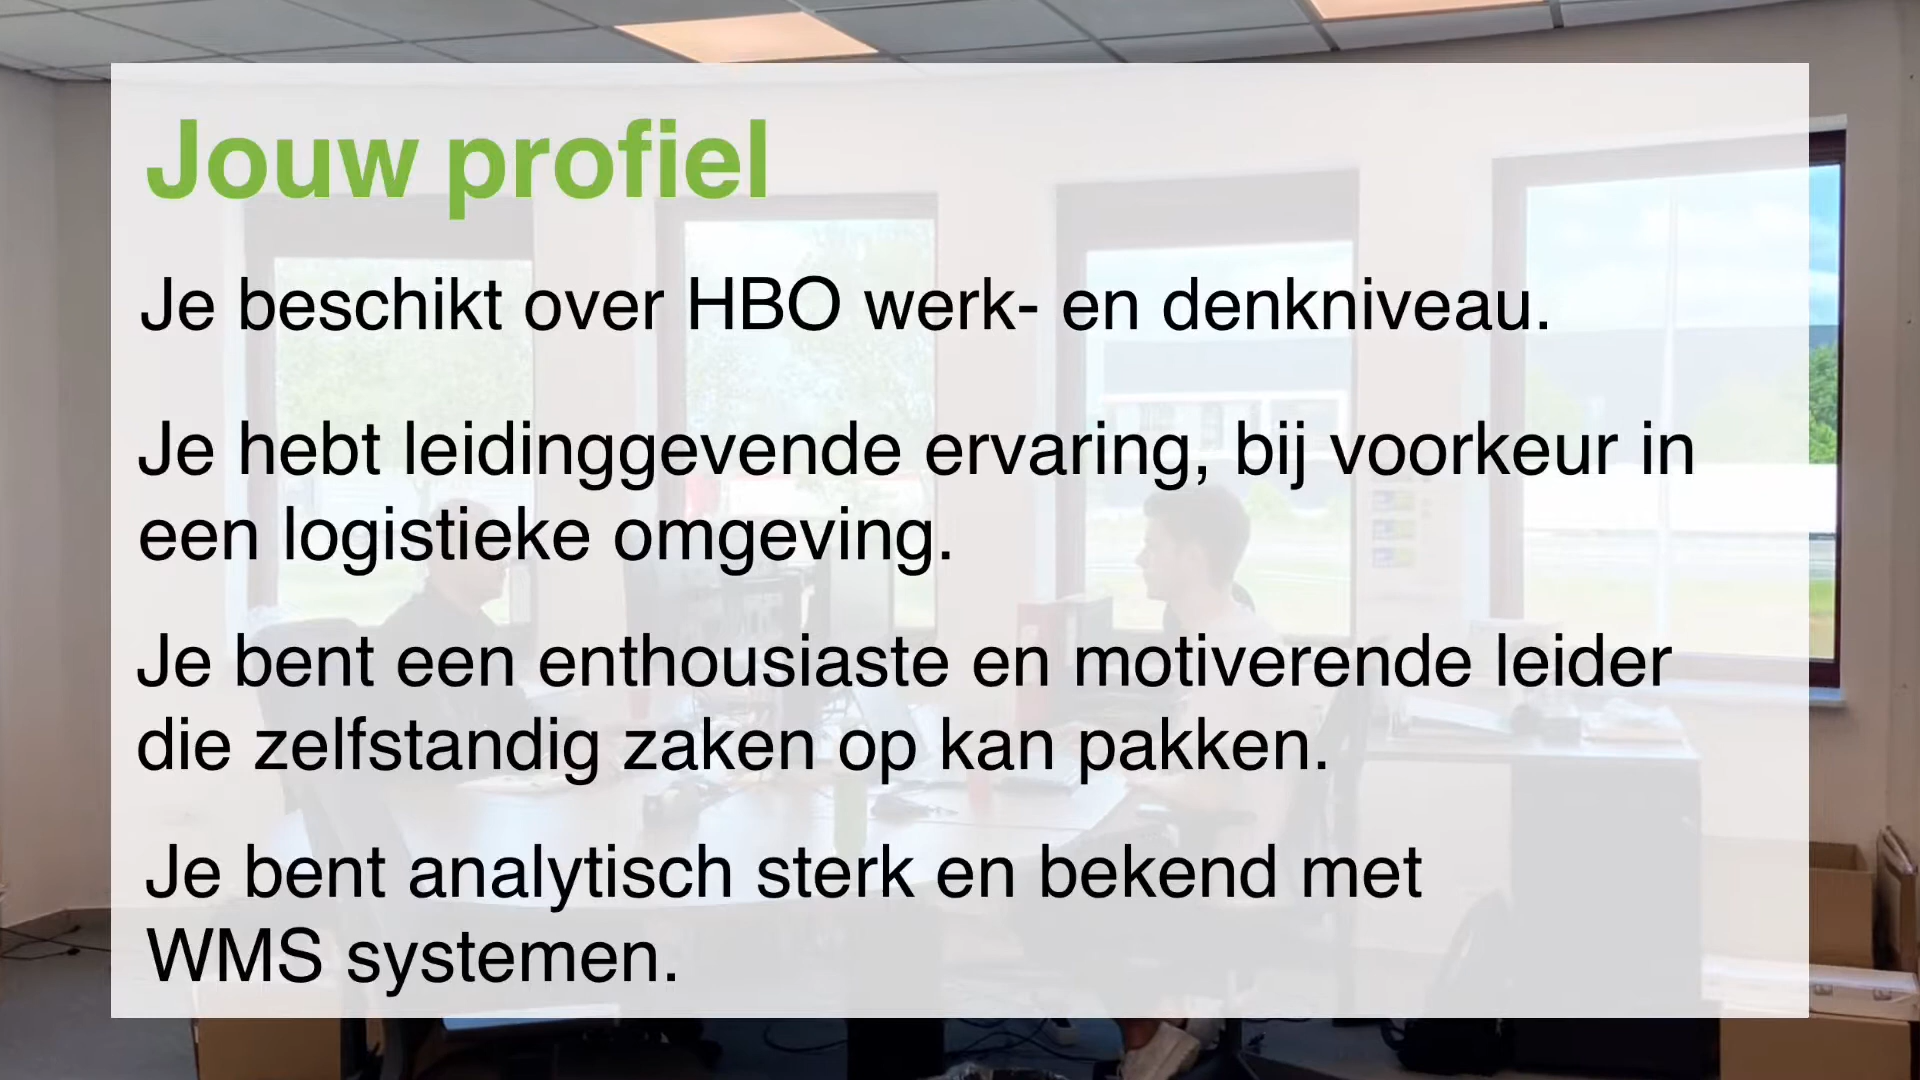 Jouw profiel
Je beschikt over HBO werk- en denkniveau.
Je hebt leidinggevende ervaring, bij voorkeur in
een logistieke omgeving.
Je bent een enthousiaste en motiverende leider
die zelfstandig zaken op kan pakken.
Je bent analytisch sterk en bekend met
WMS systemen.